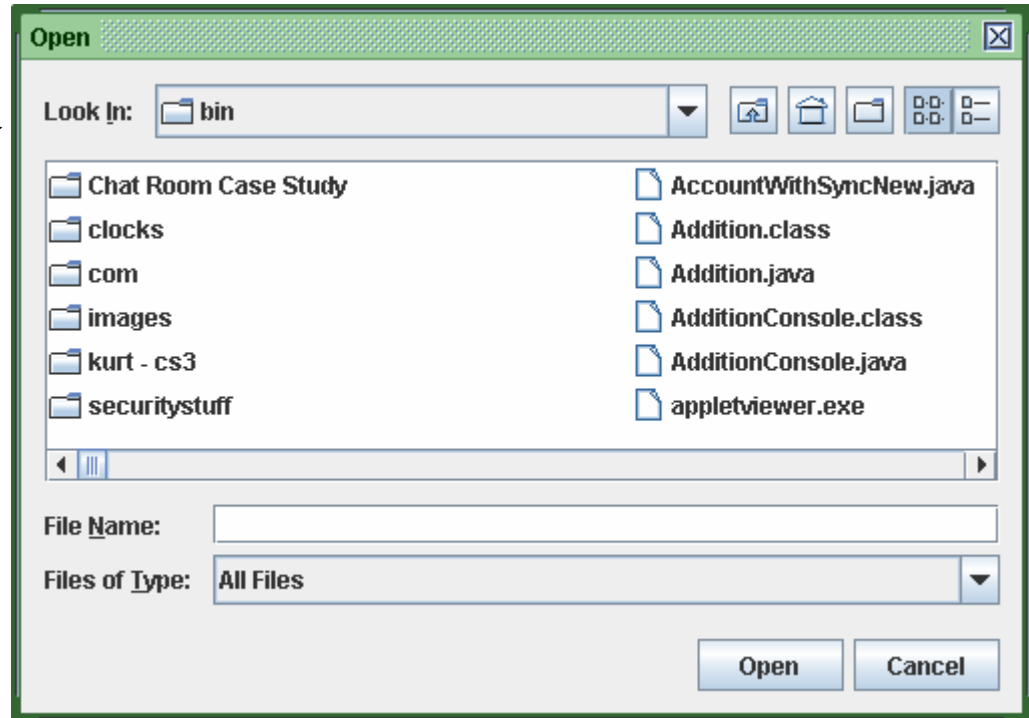 Open
Look In: bin
Chat Room Case Study
clocks
com
images
kurt - cs3
securitystuff
AccountWithSyncNew.java
Addition.class
Addition.java
AdditionConsole.class
AdditionConsole.java
appletviewer.exe
File Name:
Files of Type: All Files
Open Cancel